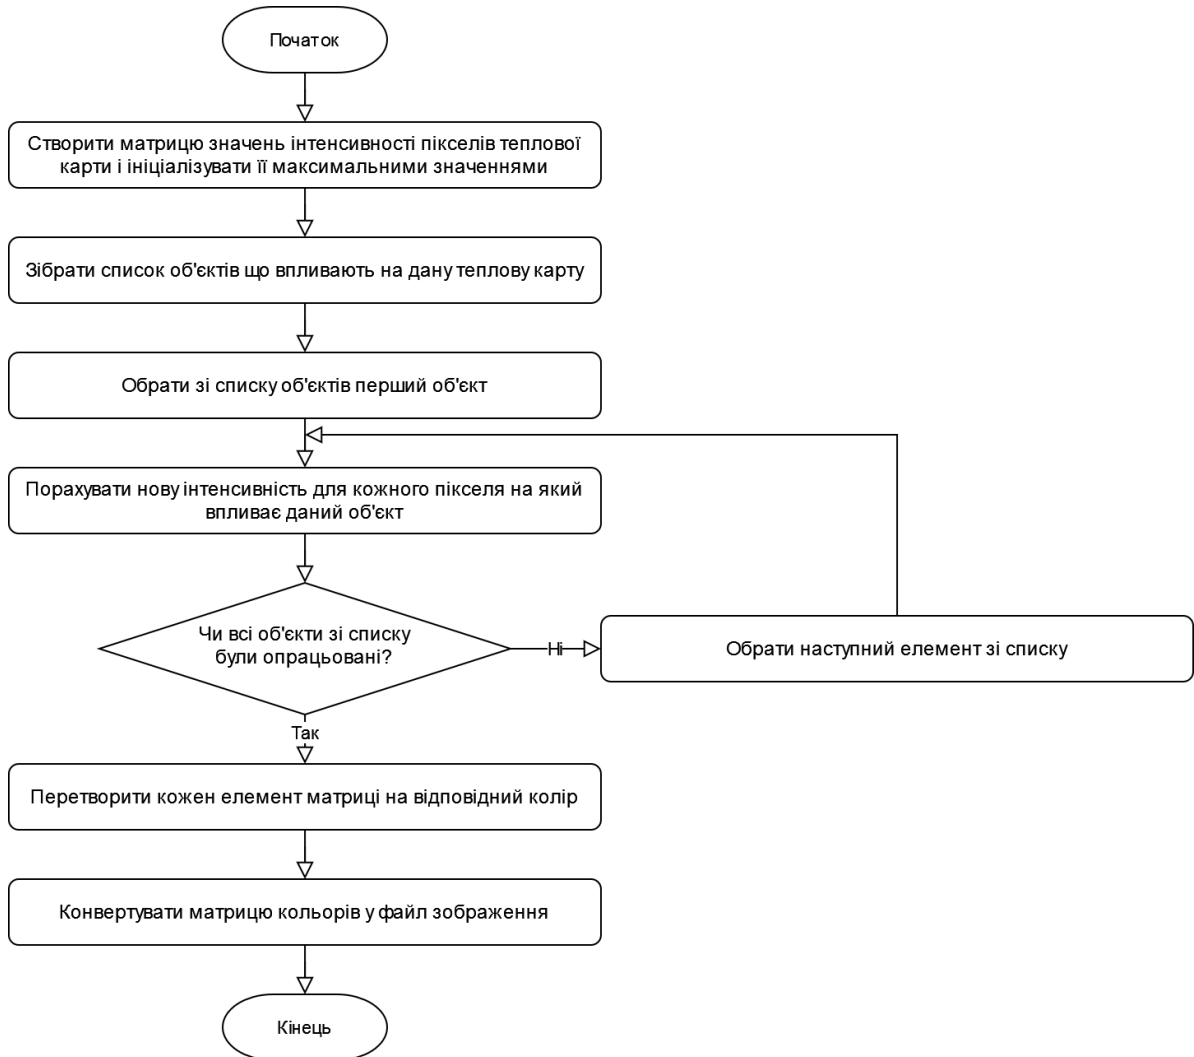 Початок
Створити матрицю значень інтенсивності пікселів теплової
карти і ініціалізувати її максимальними значеннями
Зібрати список об'єктів що впливають на дану теплову карту
Обрати зі списку об'єктів перший об'єкт
Порахувати нову інтенсивність для кожного пікселя на який
впливає даний об'єкт
Чи всі об'єкти зі списку
були опрацьовані?
Ні
Обрати наступний елемент зі списку
Так
Перетворити кожен елемент матриці на відповідний колір
Конвертувати матрицю кольорів у файл зображення
Кінець